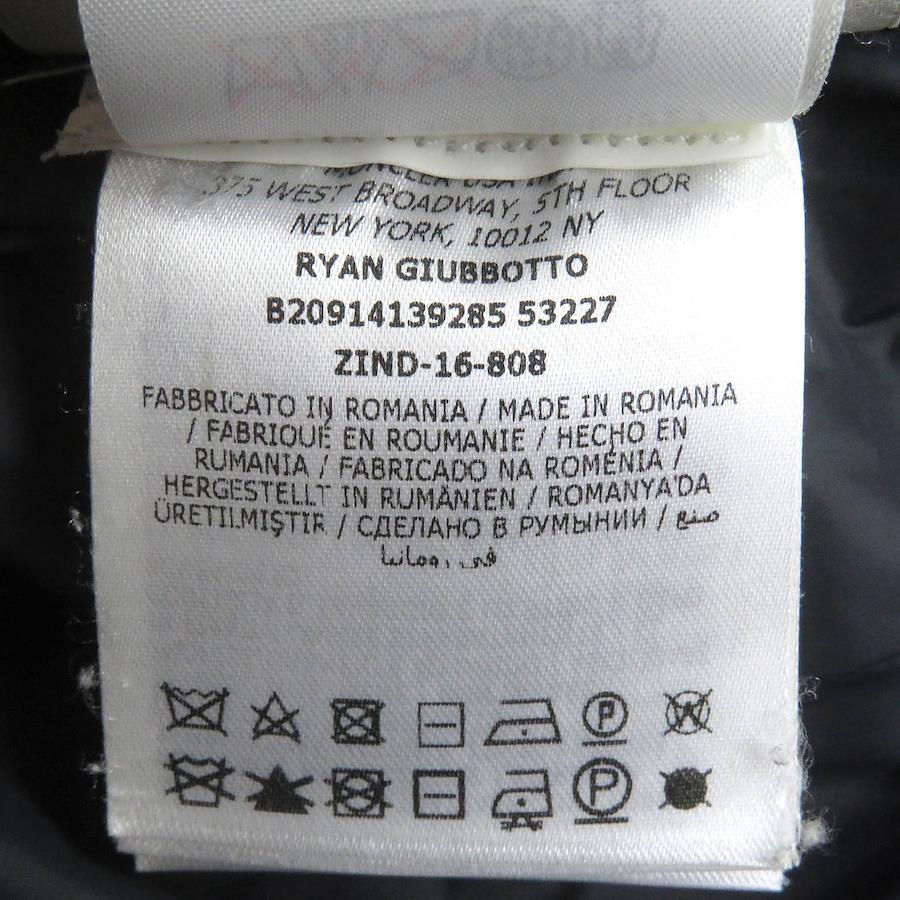 MONCLER USA
375 WEST BROADWAY, 5TH FLOOR
NEW YORK, 10012 NY
RYAN GIUBBOTTO
B20914139285 53227
ZIND-16-808
FABBRICATO IN ROMANIA / MADE IN ROMANIA
/ FABRIQUÉ EN ROUMANIE / HECHO EN
RUMANIA / FABRICADO NA ROMÉNIA /
HERGESTELLT IN RUMÄNIEN / ROMANYA'DA
ÜRETILMIŞTIR / СДЕЛАНО В РУМЫНИИ / صنع
في رومانيا
P W
P